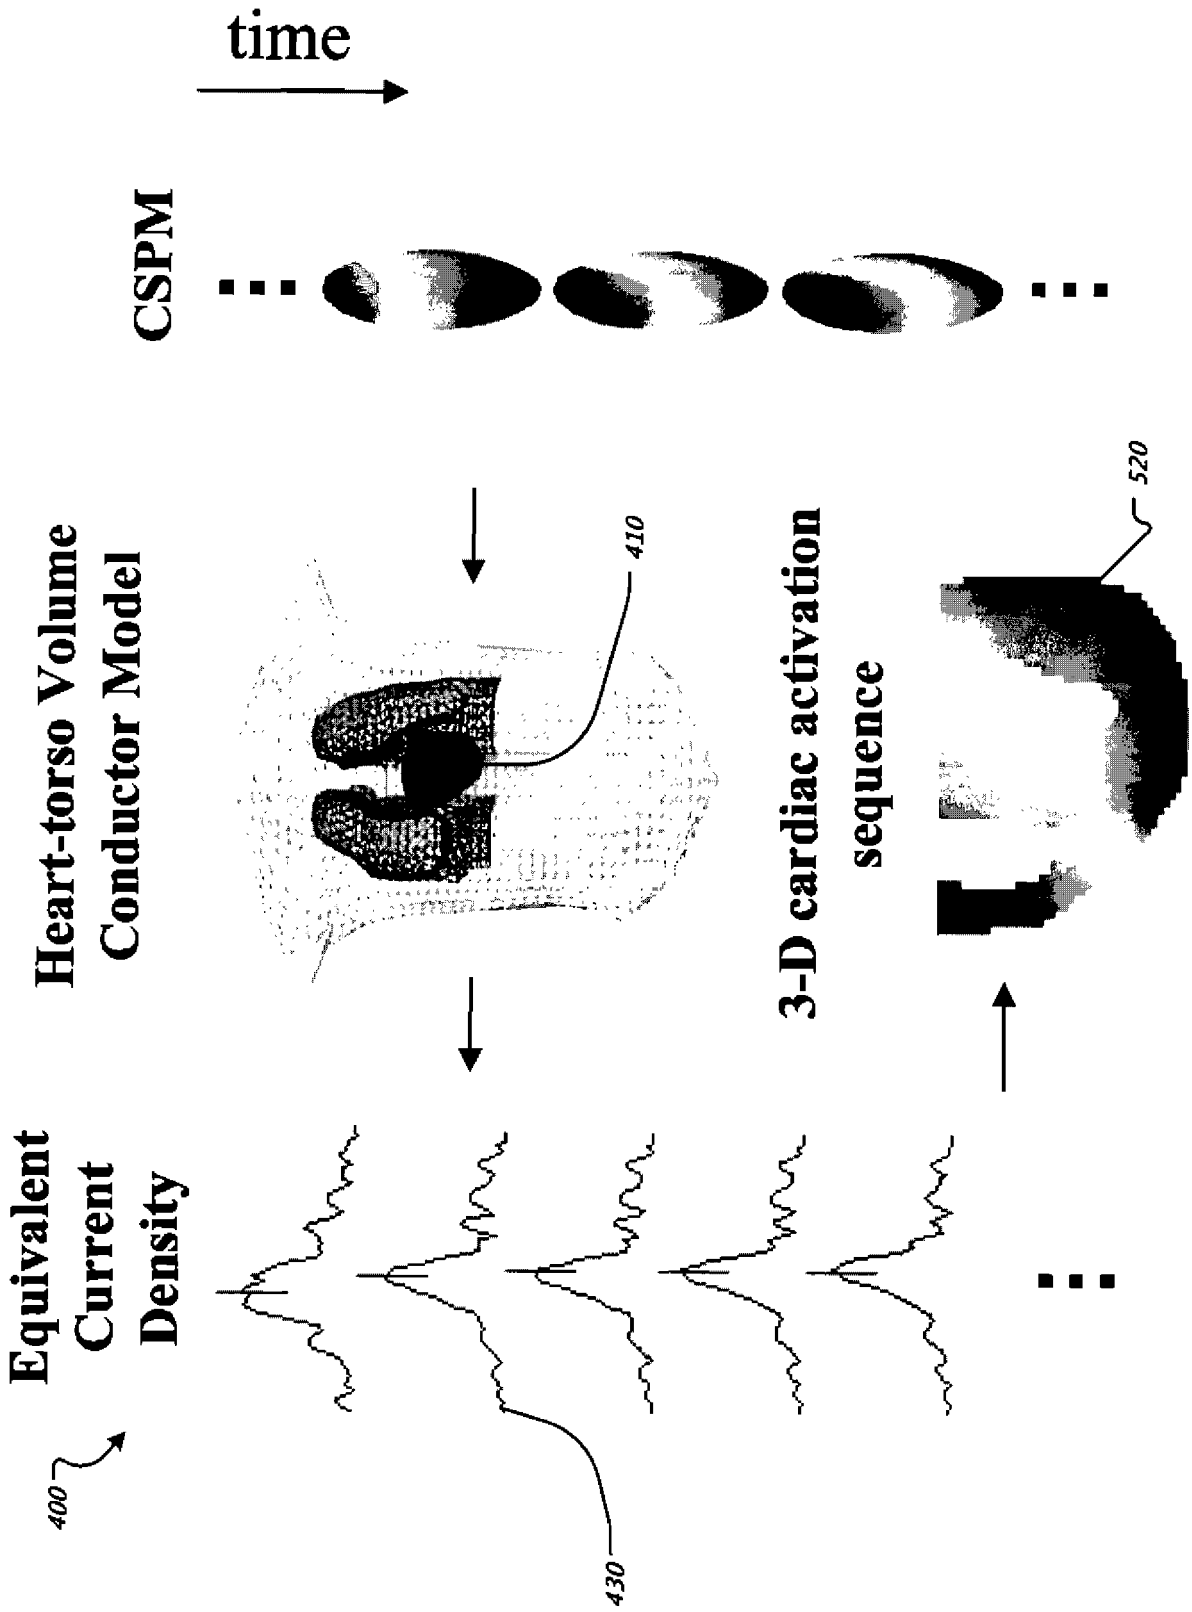 400
Equivalent
Current
Density
430
Heart-torso Volume
Conductor Model
410
CSPM
time
3-D cardiac activation
sequence
520